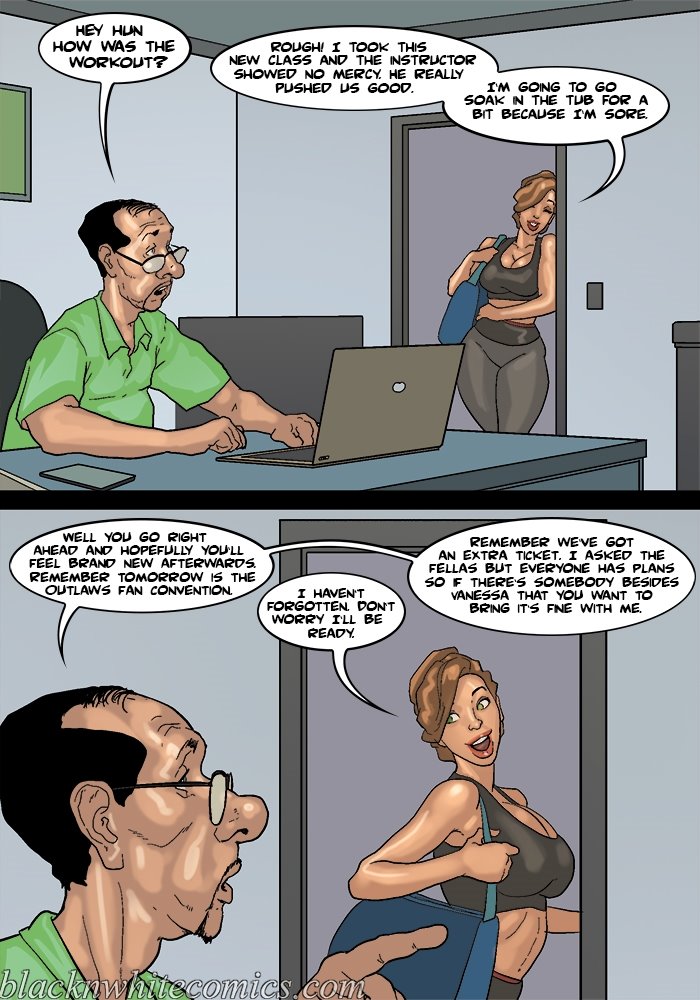 HEY HUN
HOW WAS THE
WORKOUT?
ROUGH! I TOOK THIS
NEW CLASS AND THE INSTRUCTOR
SHOWED NO MERCY. HE REALLY
PUSHED US GOOD.
I'M GOING TO GO
SOAK IN THE TUB FOR A
BIT BECAUSE I'M SORE.
WELL YOU GO RIGHT
AHEAD AND HOPEFULLY YOU'LL
FEEL BRAND NEW AFTERWARDS.
REMEMBER TOMORROW IS THE
OUTLAWS FAN CONVENTION.
REMEMBER WE'VE GOT
AN EXTRA TICKET. I ASKED THE
FELLAS BUT EVERYONE HAS PLANS
SO IF THERE'S SOMEBODY BESIDES
VANESSA THAT YOU WANT TO
BRING IT'S FINE WITH ME.
I HAVEN'T
FORGOTTEN. DON'T
WORRY I'LL BE
READY.
blacknwhitecomics.com